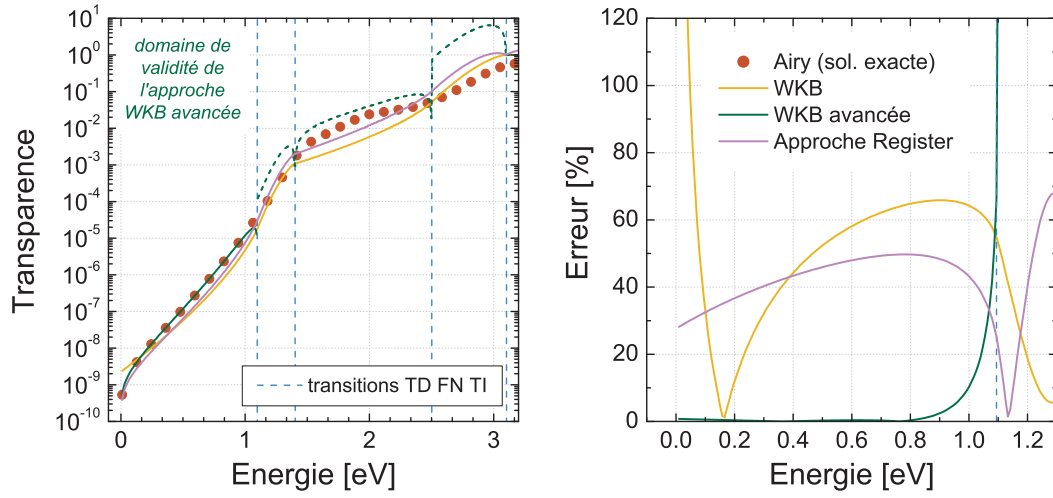 10^1
10^0
10^-1
10^-2
10^-3
10^-4
10^-5
10^-6
10^-7
10^-8
10^-9
10^-10
Transparence
domaine de
validité de
l'approche
WKB avancée
transitions TD FN TI
0
1
2
3
Energie [eV]
120
100
80
60
40
20
0
Erreur [%]
Airy (sol. exacte)
WKB
WKB avancée
Approche Register
0.0
0.2
0.4
0.6
0.8
1.0
1.2
Energie [eV]